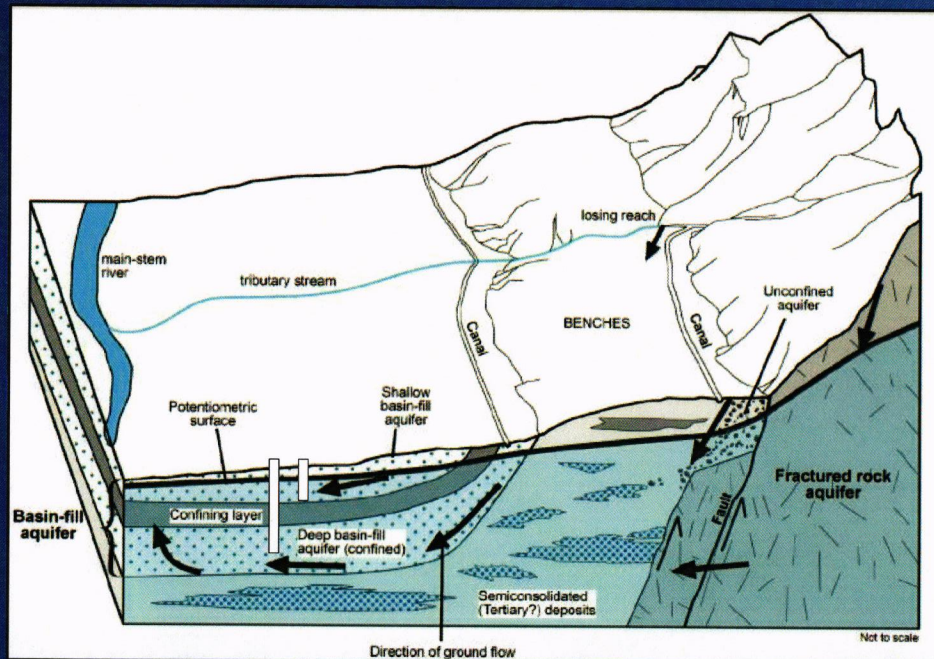 losing reach
main-stem
river
tributary stream
Unconfined
aquifer
BENCHES
Canal
Canal
Shallow
basin-fill
aquifer
Potentiometric
surface
Fractured rock
aquifer
Fault
Basin-fill
aquifer
Confining layer
Deep basin-fill
aquifer (confined)
Semiconsolidated
(Tertiary?) deposits
Not to scale
Direction of ground flow